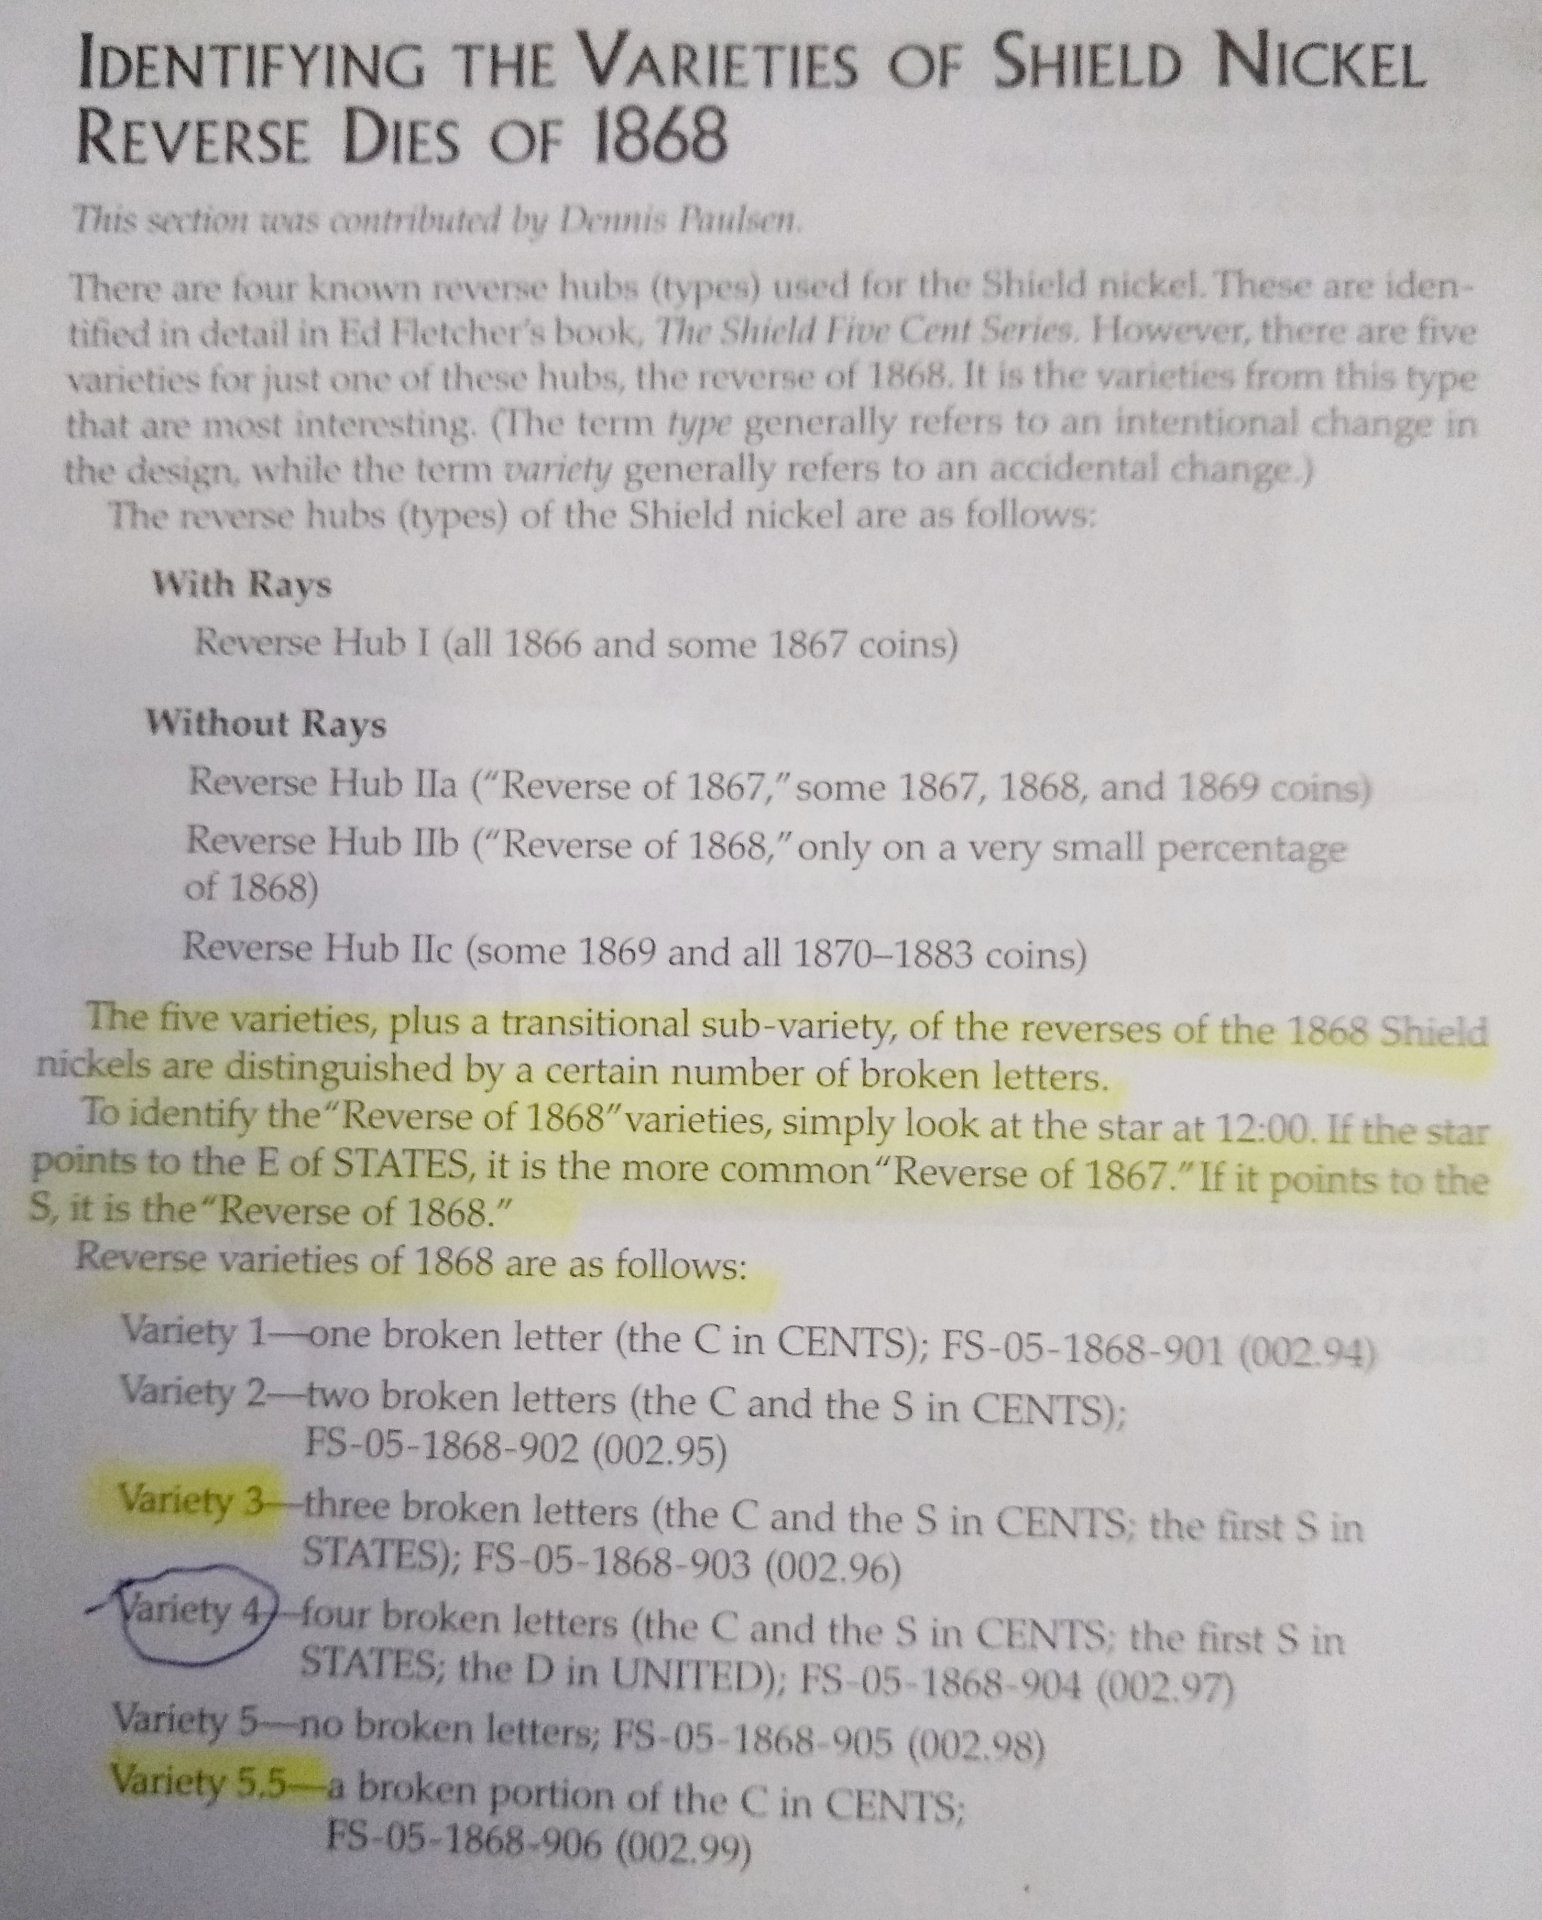 IDENTIFYING THE VARIETIES OF SHIELD NICKEL
REVERSE DIES OF 1868
This section was contributed by Dennis Paulsen.
There are four known reverse hubs (types) used for the Shield nickel. These are iden-
tified in detail in Ed Fletcher's book, The Shield Five Cent Series. However, there are five
varieties for just one of these hubs, the reverse of 1868. It is the varieties from this type
that are most interesting. (The term type generally refers to an intentional change in
the design, while the term variety generally refers to an accidental change.)
The reverse hubs (types) of the Shield nickel are as follows:
With Rays
Reverse Hub I (all 1866 and some 1867 coins)
Without Rays
Reverse Hub IIa (“Reverse of 1867,” some 1867, 1868, and 1869 coins)
Reverse Hub IIb (“Reverse of 1868,” only on a very small percentage
of 1868)
Reverse Hub IIc (some 1869 and all 1870–1883 coins)
The five varieties, plus a transitional sub-variety, of the reverses of the 1868 Shield
nickels are distinguished by a certain number of broken letters.
To identify the “Reverse of 1868” varieties, simply look at the star at 12:00. If the star
points to the E of STATES, it is the more common “Reverse of 1867.” If it points to the
S, it is the “Reverse of 1868.”
Reverse varieties of 1868 are as follows:
Variety 1—one broken letter (the C in CENTS); FS-05-1868-901 (002.94)
Variety 2—two broken letters (the C and the S in CENTS);
FS-05-1868-902 (002.95)
Variety 3—three broken letters (the C and the S in CENTS; the first S in
STATES); FS-05-1868-903 (002.96)
Variety 4—four broken letters (the C and the S in CENTS; the first S in
STATES; the D in UNITED); FS-05-1868-904 (002.97)
Variety 5—no broken letters; FS-05-1868-905 (002.98)
Variety 5.5—a broken portion of the C in CENTS;
FS-05-1868-906 (002.99)